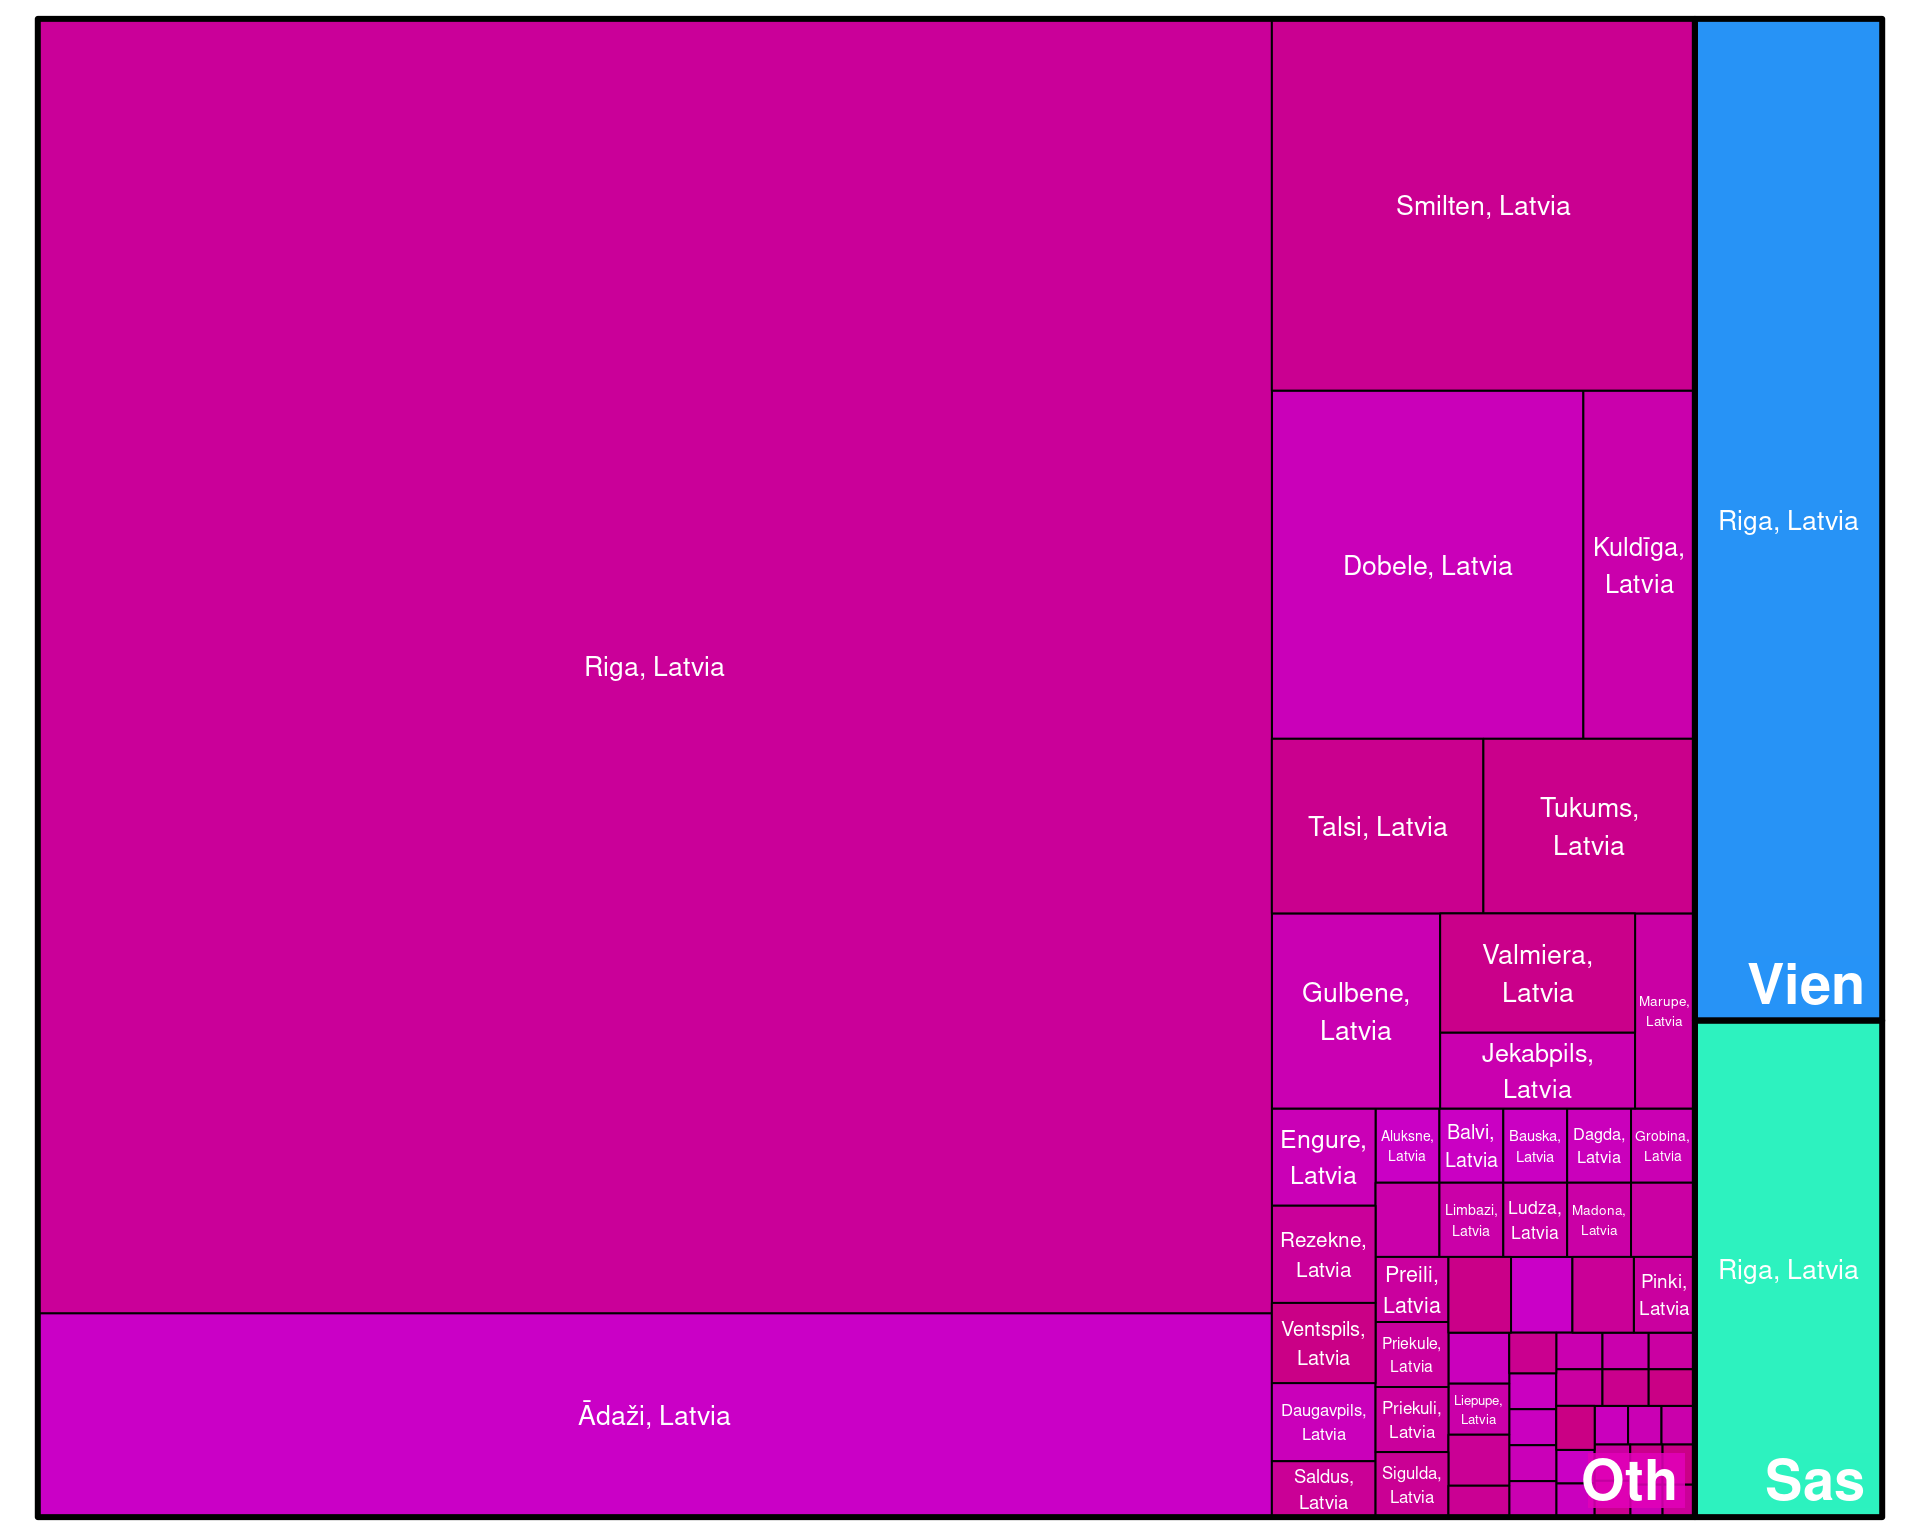 Riga, Latvia
Ādaži, Latvia
Smilten, Latvia
Dobele, Latvia
Kuldīga,
Latvia
Talsi, Latvia
Tukums,
Latvia
Gulbene,
Latvia
Valmiera,
Latvia
Jekabpils,
Latvia
Marupe,
Latvia
Engure,
Latvia
Rezekne,
Latvia
Ventspils,
Latvia
Daugavpils,
Latvia
Saldus,
Latvia
Aluksne,
Latvia
Balvi,
Latvia
Bauska,
Latvia
Dagda,
Latvia
Grobina,
Latvia
Limbazi,
Latvia
Ludza,
Latvia
Madona,
Latvia
Preili,
Latvia
Pinki,
Latvia
Priekule,
Latvia
Priekuli,
Latvia
Sigulda,
Latvia
Liepupe,
Latvia
Oth
Riga, Latvia
Vien
Riga, Latvia
Sas